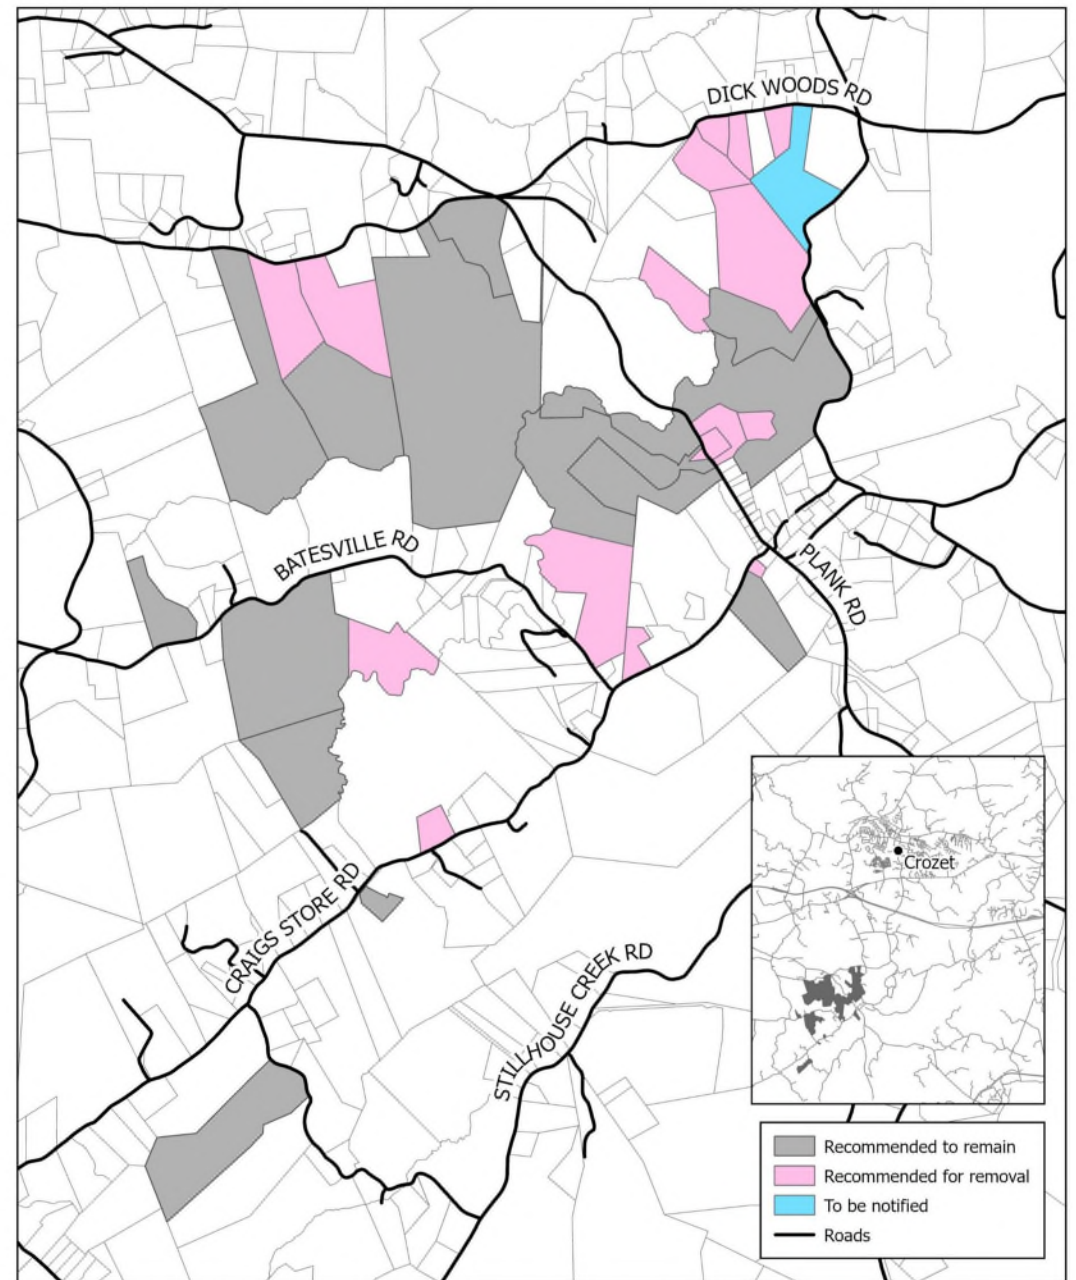 DICK WOODS RD
BATESVILLE RD
PLANK RD
Crozet
CRAIGS STORE RD
STILLHOUSE CREEK RD
Recommended to remain
Recommended for removal
To be notified
Roads